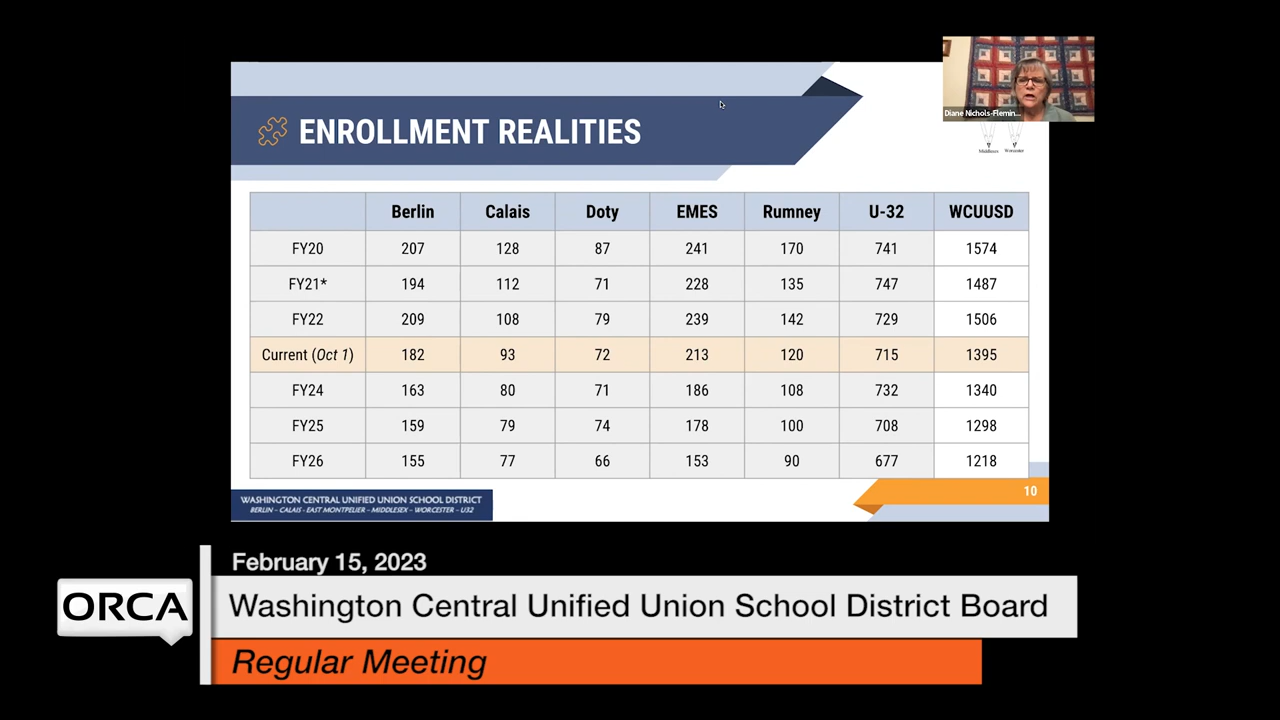 ENROLLMENT REALITIES
Diane Nichols-Flemin...
Middlesex Worcester
Berlin Calais Doty EMES Rumney U-32 WCUUSD
FY20 207 128 87 241 170 741 1574
FY21* 194 112 71 228 135 747 1487
FY22 209 108 79 239 142 729 1506
Current (Oct 1) 182 93 72 213 120 715 1395
FY24 163 80 71 186 108 732 1340
FY25 159 79 74 178 100 708 1298
FY26 155 77 66 153 90 677 1218
WASHINGTON CENTRAL UNIFIED UNION SCHOOL DISTRICT
BERLIN – CALAIS - EAST MONTPELIER – MIDDLESEX – WORCESTER - U32
10
February 15, 2023
ORCA
Washington Central Unified Union School District Board
Regular Meeting